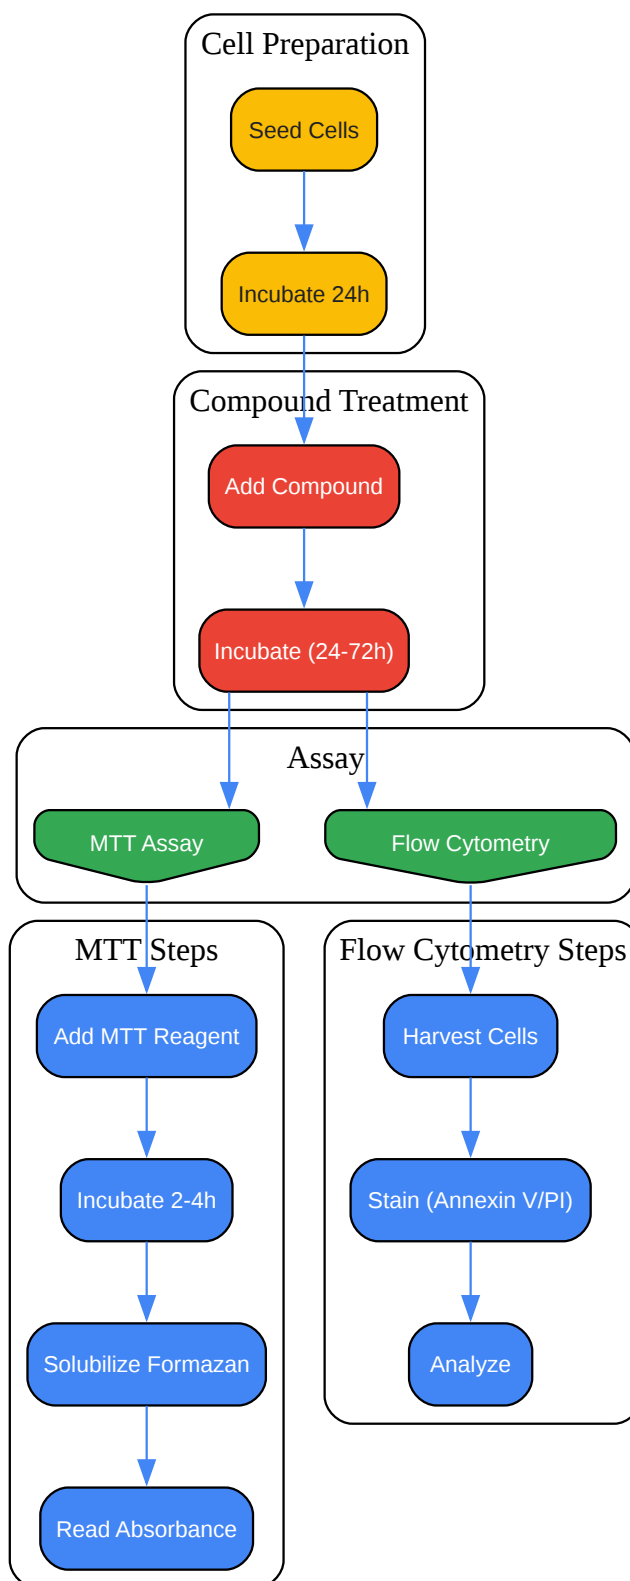 Cell Preparation
Seed Cells
Incubate 24h
Compound Treatment
Add Compound
Incubate (24-72h)
Assay
MTT Assay
Flow Cytometry
MTT Steps
Add MTT Reagent
Incubate 2-4h
Solubilize Formazan
Read Absorbance
Flow Cytometry Steps
Harvest Cells
Stain (Annexin V/PI)
Analyze